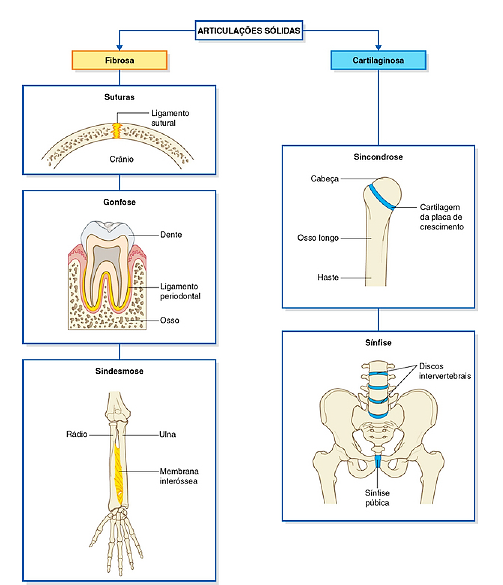 ARTICULAÇÕES SÓLIDAS
Fibrosa
Suturas
Ligamento
sutural
Crânio
Gonfose
Dente
Ligamento
periodontal
Osso
Sindesmose
Rádio
Ulna
Membrana
interóssea
Cartilaginosa
Sincondrose
Cabeça
Cartilagem
da placa de
crescimento
Osso longo
Haste
Sínfise
Discos
intervertebrais
Sínfise
púbica